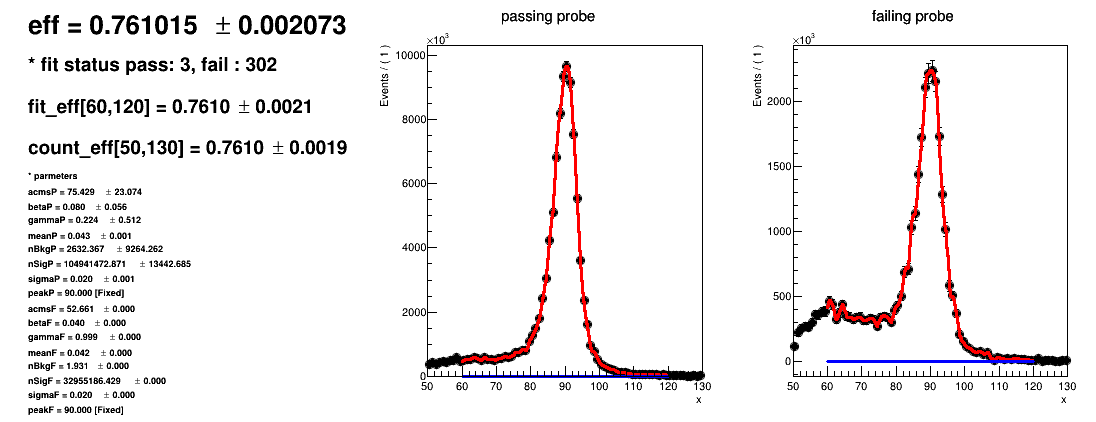 eff = 0.761015 ± 0.002073
* fit status pass: 3, fail : 302
fit_eff[60,120] = 0.7610 ± 0.0021
count_eff[50,130] = 0.7610 ± 0.0019
* parmeters
acmsP = 75.429 ± 23.074
betaP = 0.080 ± 0.056
gammaP = 0.224 ± 0.512
meanP = 0.043 ± 0.001
nBkgP = 2632.367 ± 9264.262
nSigP = 104941472.871 ± 13442.685
sigmaP = 0.020 ± 0.001
peakP = 90.000 [Fixed]
acmsF = 52.661 ± 0.000
betaF = 0.040 ± 0.000
gammaF = 0.999 ± 0.000
meanF = 0.042 ± 0.000
nBkgF = 1.931 ± 0.000
nSigF = 32955186.429 ± 0.000
sigmaF = 0.020 ± 0.000
peakF = 90.000 [Fixed]
passing probe
×10³
Events / ( 1 )
10000
8000
6000
4000
2000
0
50 60 70 80 90 100 110 120 130
x
failing probe
×10³
Events / ( 1 )
2000
1500
1000
500
0
50 60 70 80 90 100 110 120 130
x